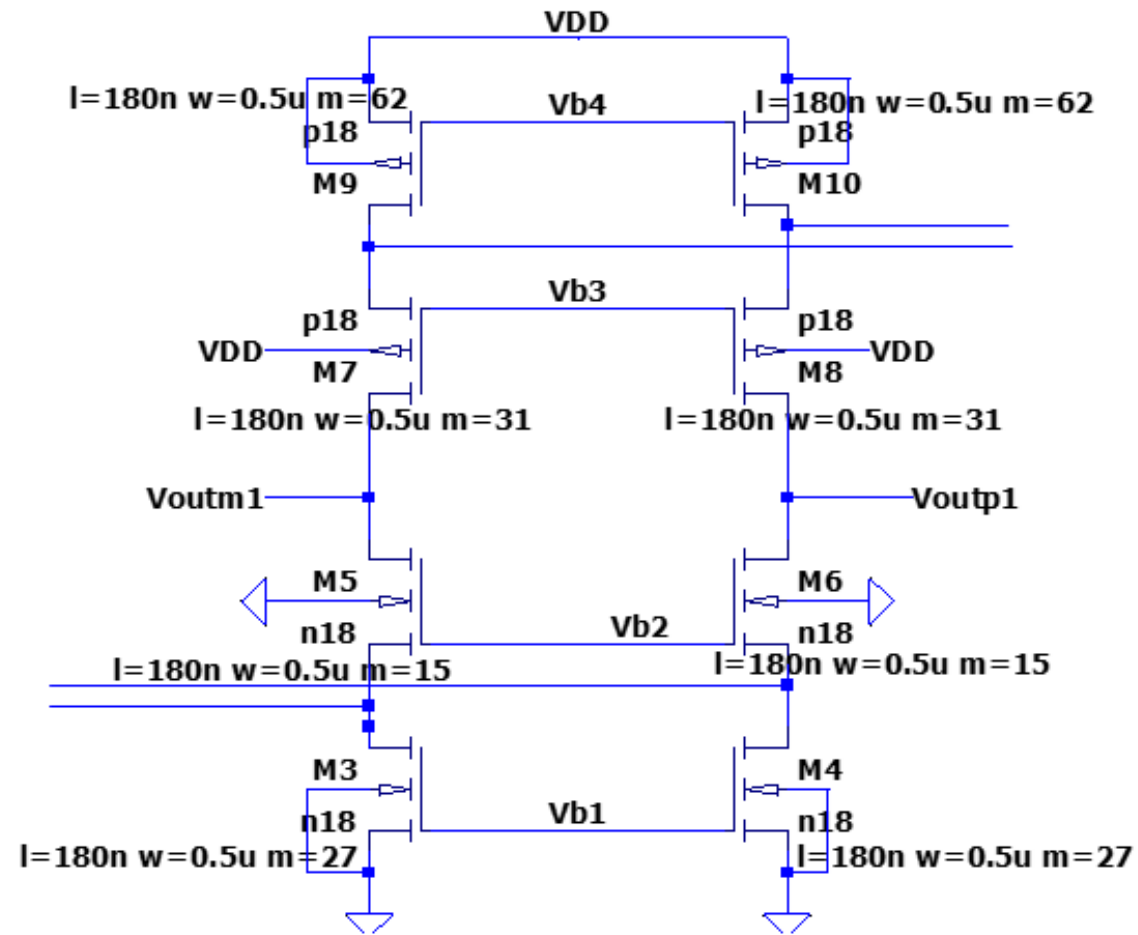 VDD
l=180n w=0.5u m=62
Vb4
l=180n w=0.5u m=62
p18
p18
M9
M10
Vb3
p18
p18
VDD
VDD
M7
M8
l=180n w=0.5u m=31
l=180n w=0.5u m=31
Voutm1
Voutp1
M5
M6
n18
Vb2
n18
l=180n w=0.5u m=15
l=180n w=0.5u m=15
M3
M4
n18
Vb1
n18
l=180n w=0.5u m=27
l=180n w=0.5u m=27